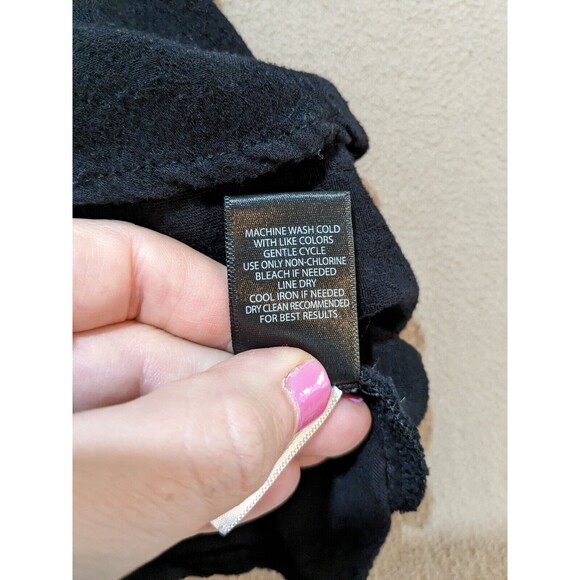 MACHINE WASH COLD
WITH LIKE COLORS
GENTLE CYCLE
USE ONLY NON-CHLORINE
BLEACH IF NEEDED
LINE DRY
COOL IRON IF NEEDED
DRY CLEAN RECOMMENDED
FOR BEST RESULTS